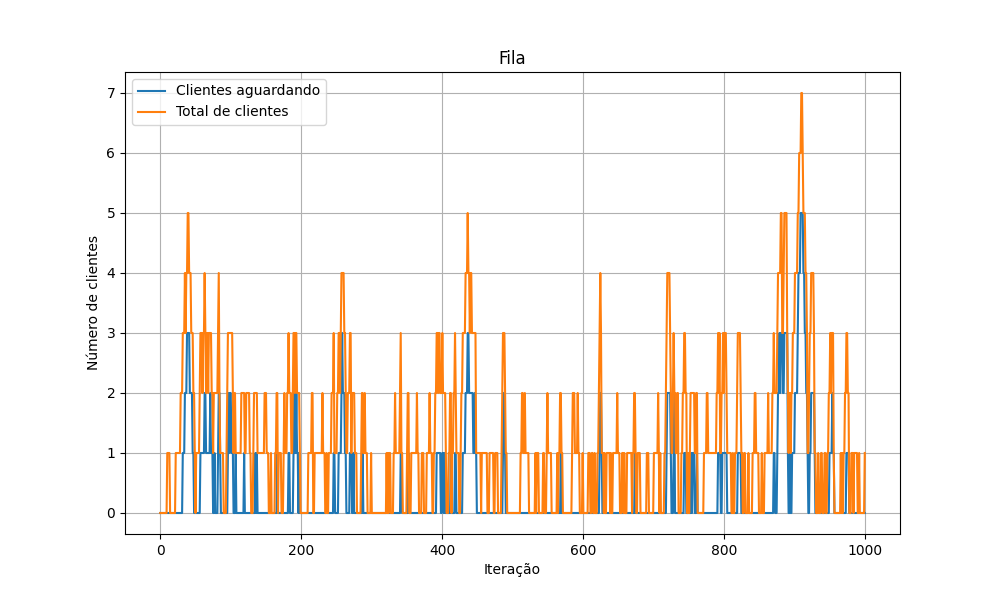 Fila
Clientes aguardando
Total de clientes
Número de clientes
7
6
5
4
3
2
1
0
0 200 400 600 800 1000
Iteração